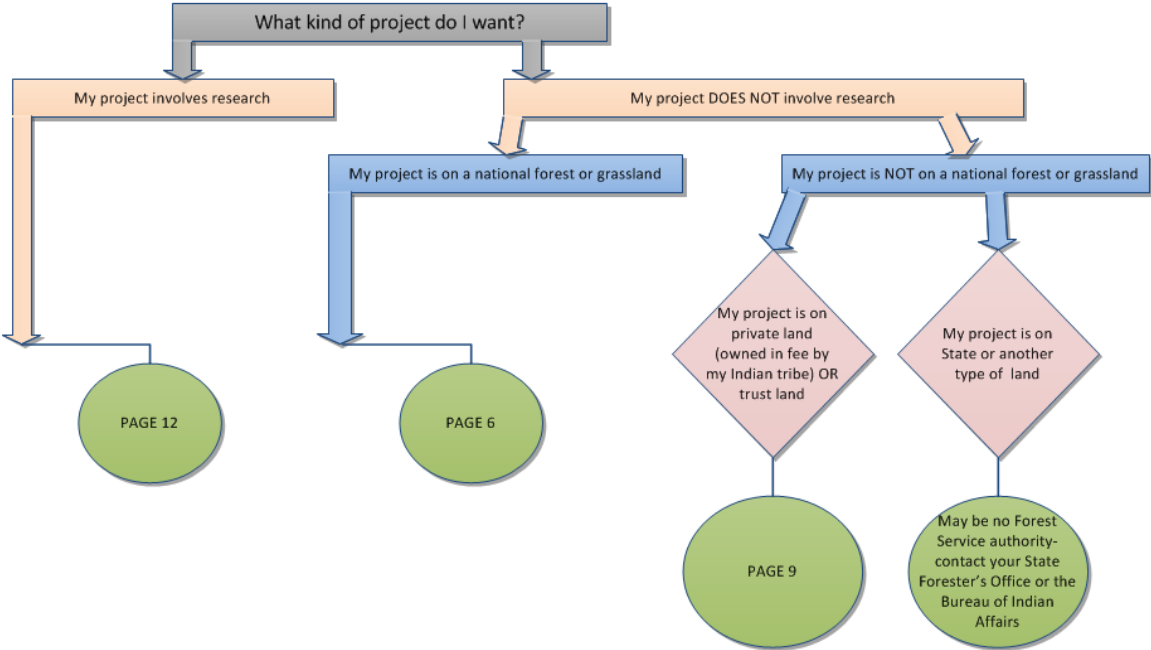 What kind of project do I want?
My project involves research
My project DOES NOT involve research
My project is on a national forest or grassland
My project is NOT on a national forest or grassland
My project is on
private land
(owned in fee by
my Indian tribe) OR
trust land
My project is on
State or another
type of land
PAGE 12
PAGE 6
PAGE 9
May be no Forest
Service authority-
contact your State
Forester's Office or the
Bureau of Indian
Affairs